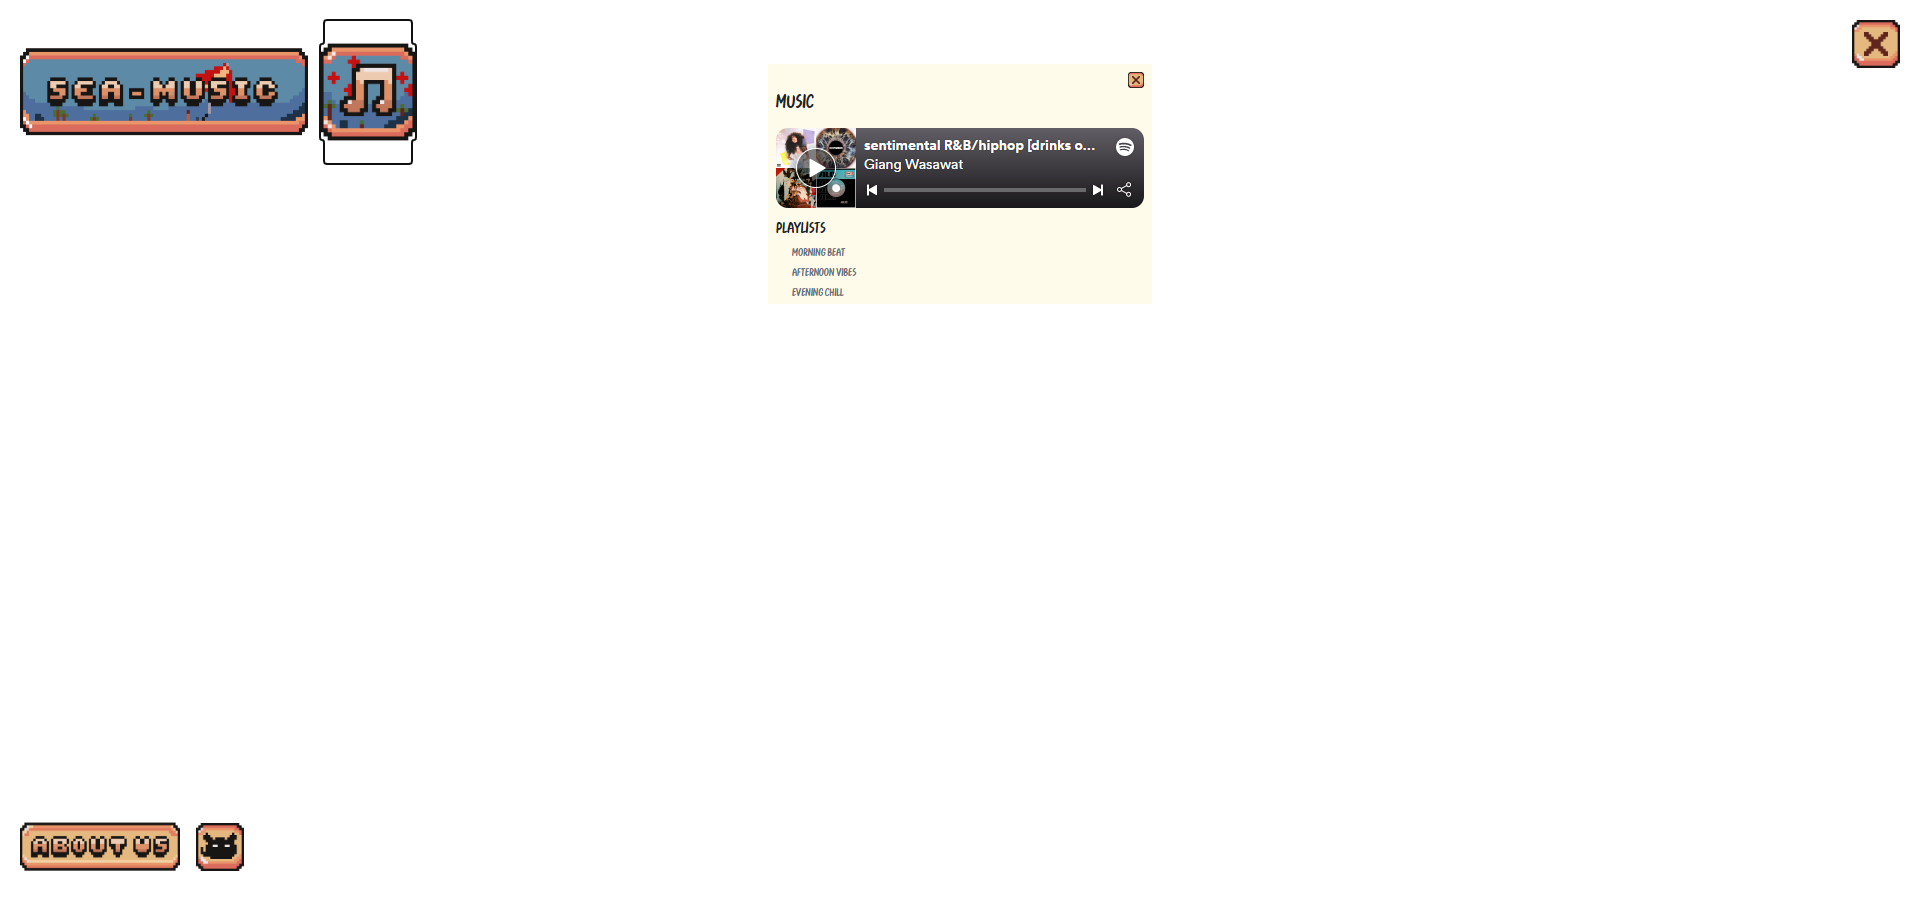 SEA-MUSIC
MUSIC
sentimental R&B/hiphop [drinks o...
Giang Wasawat
PLAYLISTS
MORNING BEAT
AFTERNOON VIBES
EVENING CHILL
ABOUT US